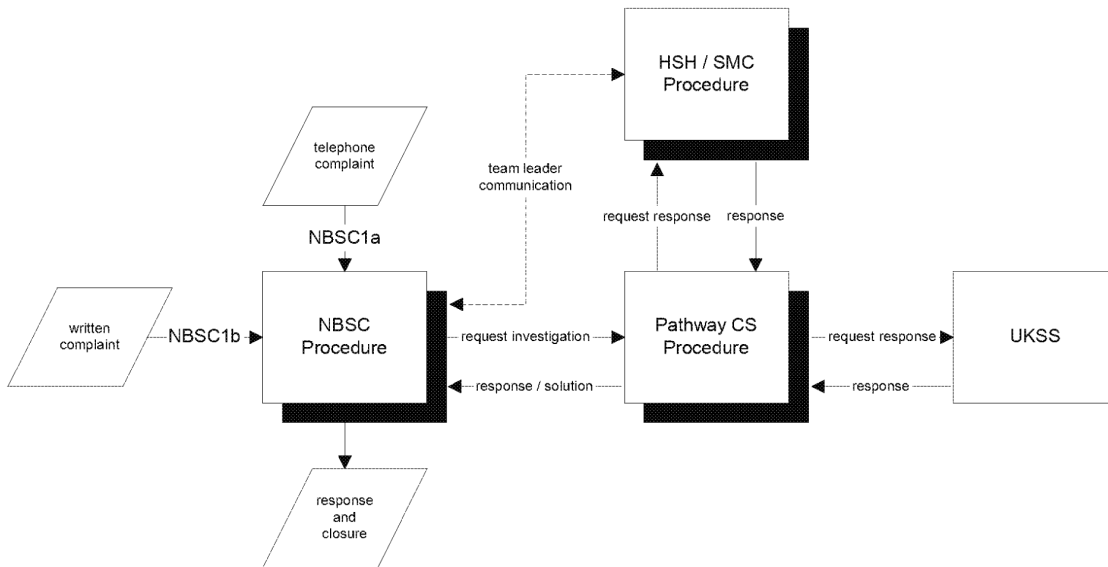 HSH / SMC
Procedure
telephone
complaint
team leader
communication
request response
response
NBSC1a
written
complaint
NBSC1b
NBSC
Procedure
request investigation
response / solution
Pathway CS
Procedure
request response
response
UKSS
response
and
closure